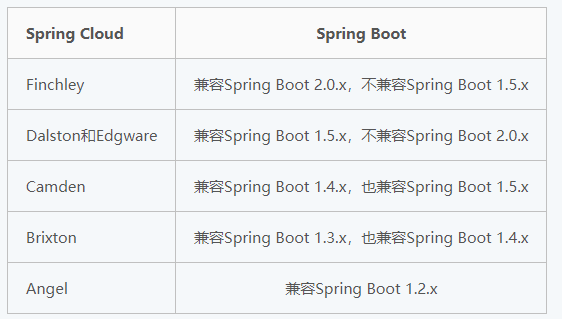 Spring Cloud Spring Boot
Finchley 兼容Spring Boot 2.0.x，不兼容Spring Boot 1.5.x
Dalston和Edgware 兼容Spring Boot 1.5.x，不兼容Spring Boot 2.0.x
Camden 兼容Spring Boot 1.4.x，也兼容Spring Boot 1.5.x
Brixton 兼容Spring Boot 1.3.x，也兼容Spring Boot 1.4.x
Angel 兼容Spring Boot 1.2.x